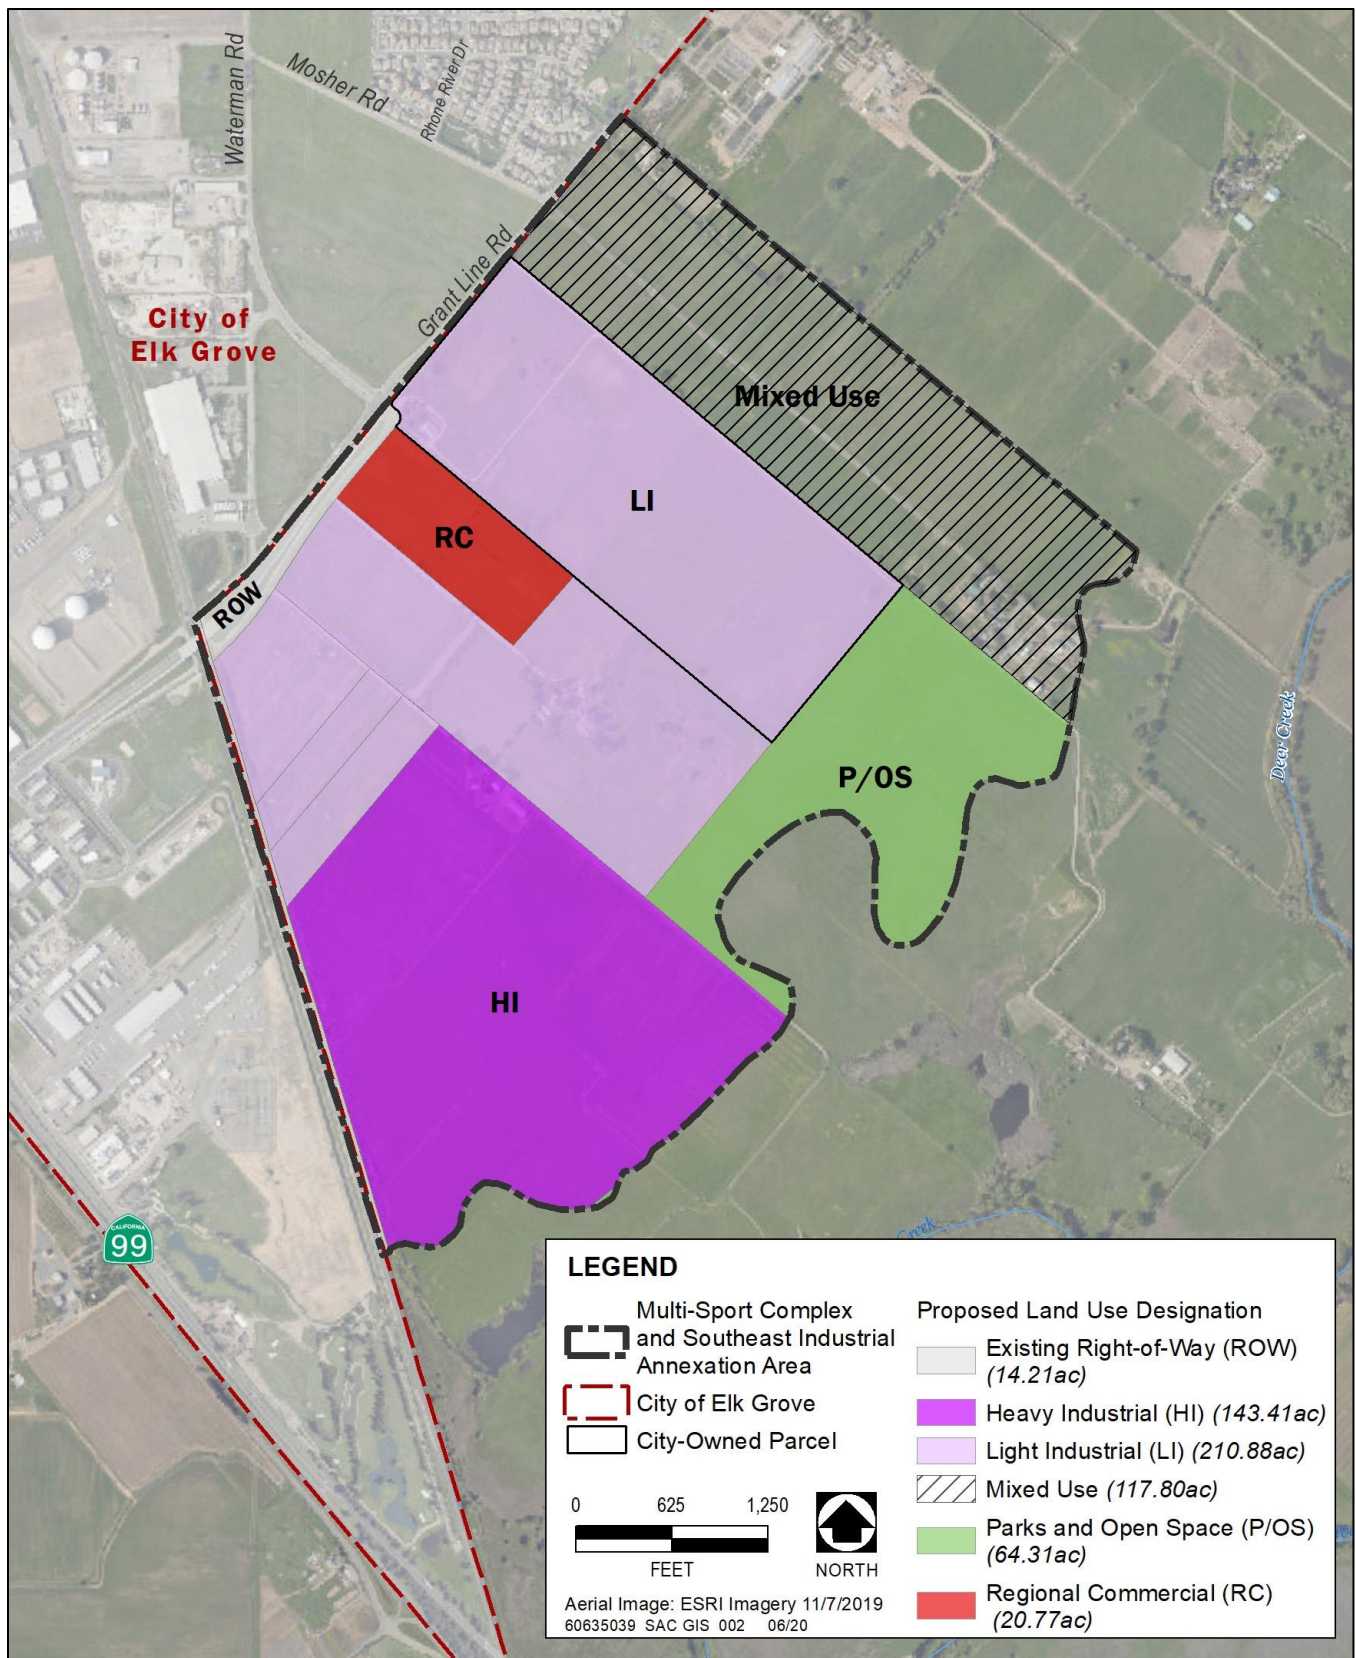 Waterman Rd
Mosher Rd
Rhone River Dr
Grant Line Rd
City of
Elk Grove
Mixed Use
LI
RC
ROW
P/OS
HI
Deer Creek
Creek
CALIFORNIA
99
LEGEND
Multi-Sport Complex
and Southeast Industrial
Annexation Area
City of Elk Grove
City-Owned Parcel
0 625 1,250
FEET
NORTH
Aerial Image: ESRI Imagery 11/7/2019
60635039 SAC GIS 002 06/20
Proposed Land Use Designation
Existing Right-of-Way (ROW)
(14.21ac)
Heavy Industrial (HI) (143.41ac)
Light Industrial (LI) (210.88ac)
Mixed Use (117.80ac)
Parks and Open Space (P/OS)
(64.31ac)
Regional Commercial (RC)
(20.77ac)